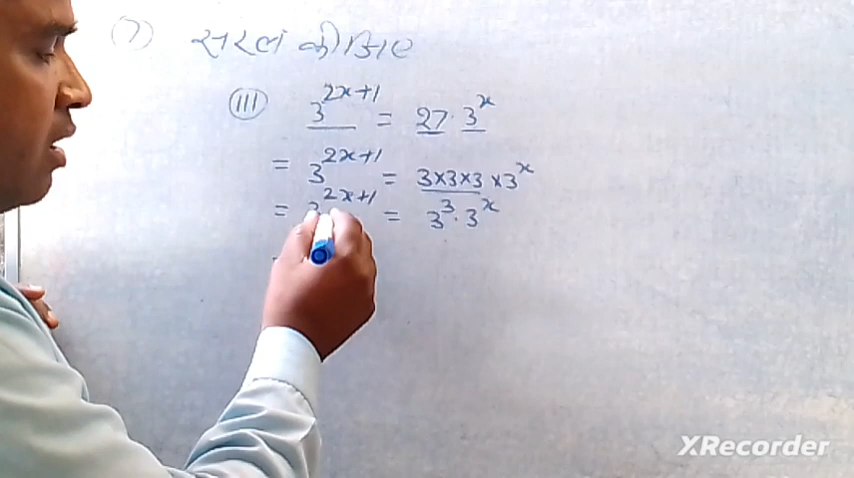 (7) सरल कीजिए
(III) 3^{2x+1} = 27 · 3^x
= 3^{2x+1} = 3×3×3 × 3^x
= 3^{2x+1} = 3^3 · 3^x
XRecorder